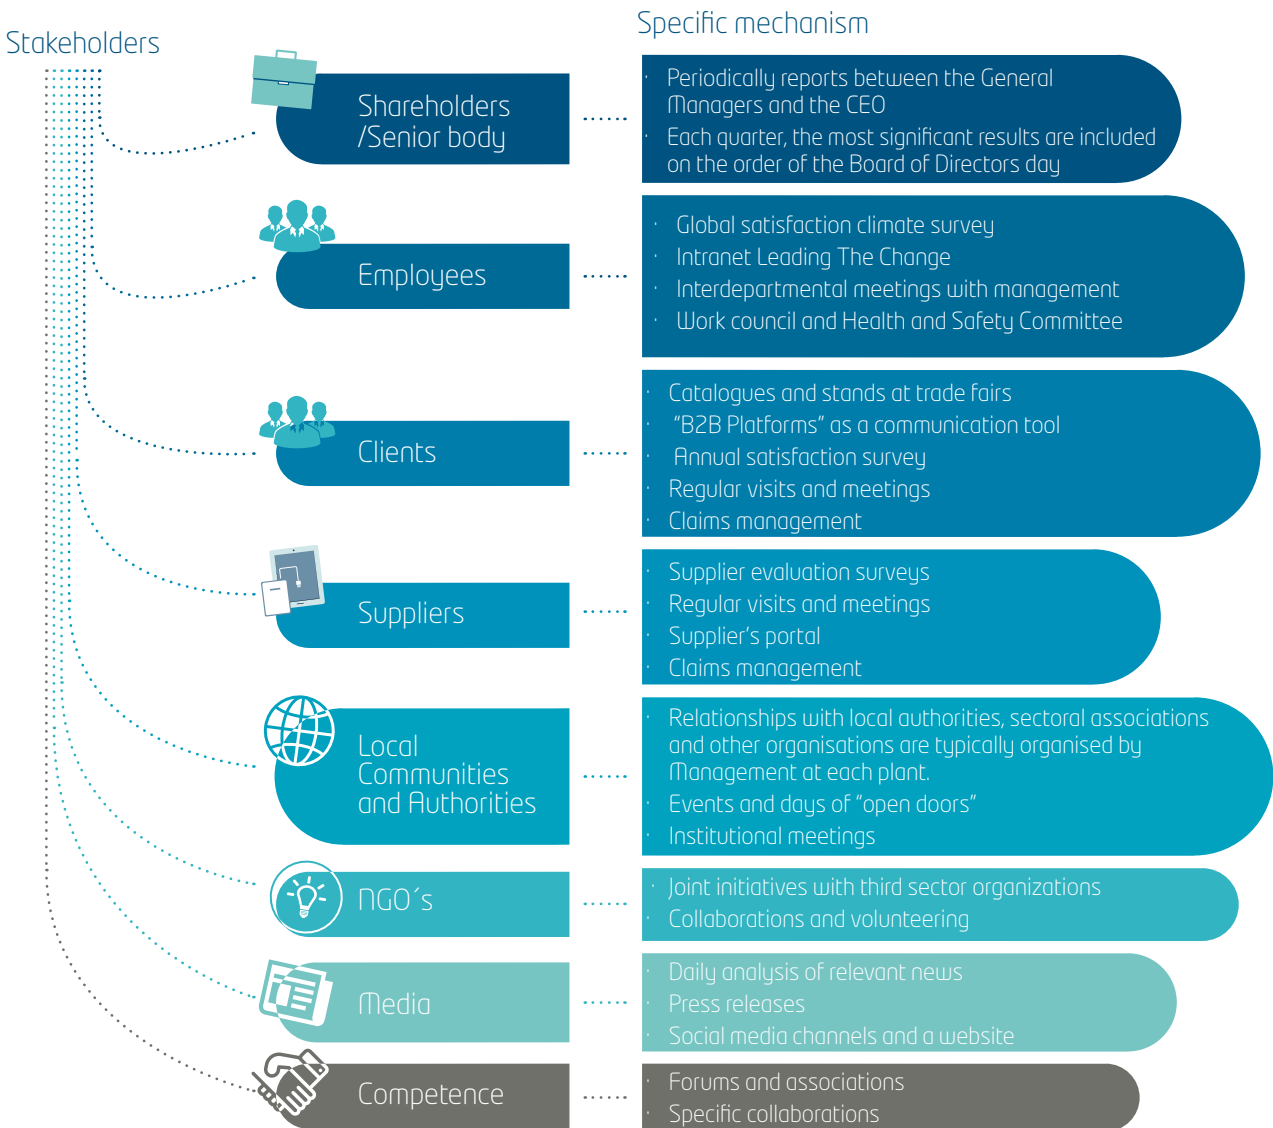 Stakeholders
Specific mechanism
Shareholders
/Senior body
· Periodically reports between the General
Managers and the CEO
· Each quarter, the most significant results are included
on the order of the Board of Directors day
Employees
· Global satisfaction climate survey
· Intranet Leading The Change
· Interdepartmental meetings with management
· Work council and Health and Safety Committee
Clients
· Catalogues and stands at trade fairs
· "B2B Platforms" as a communication tool
· Annual satisfaction survey
· Regular visits and meetings
· Claims management
Suppliers
· Supplier evaluation surveys
· Regular visits and meetings
· Supplier's portal
· Claims management
Local
Communities
and Authorities
· Relationships with local authorities, sectoral associations
and other organisations are typically organised by
Management at each plant.
· Events and days of "open doors"
· Institutional meetings
NGO´s
· Joint initiatives with third sector organizations
· Collaborations and volunteering
Media
· Daily analysis of relevant news
· Press releases
· Social media channels and a website
Competence
· Forums and associations
· Specific collaborations